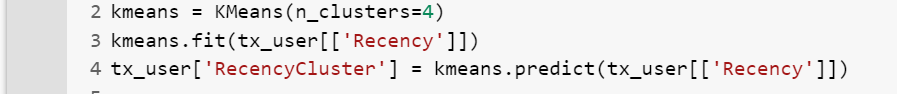 2 kmeans = KMeans(n_clusters=4)
3 kmeans.fit(tx_user[['Recency']])
4 tx_user['RecencyCluster'] = kmeans.predict(tx_user[['Recency']])